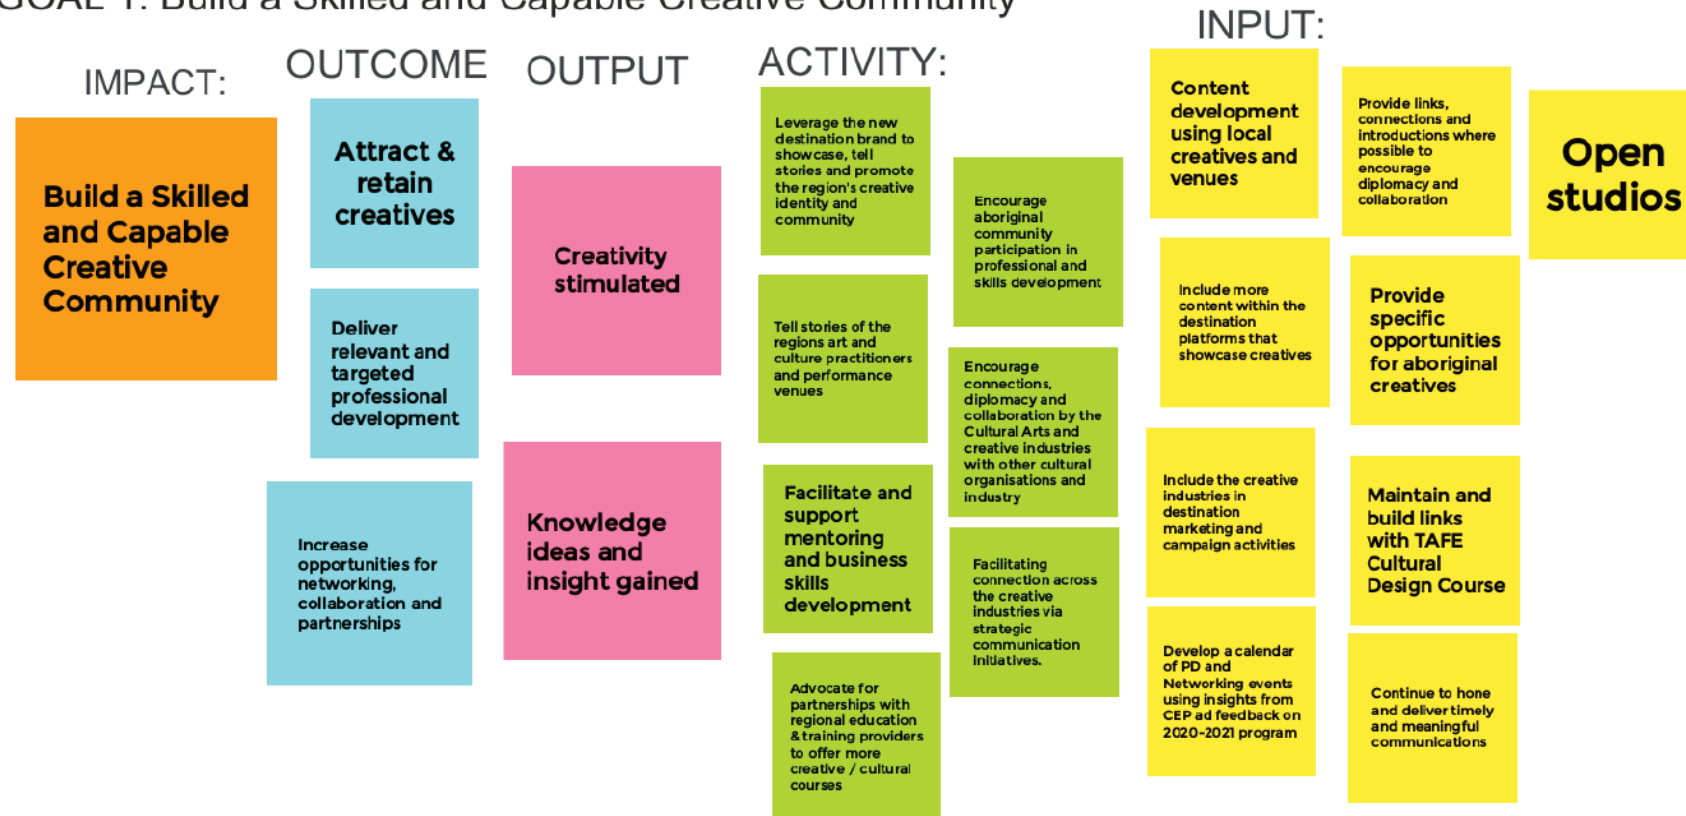 GOAL 1: Build a Skilled and Capable Creative Community
IMPACT:
Build a Skilled
and Capable
Creative
Community
OUTCOME
Attract &
retain
creatives
Deliver
relevant and
targeted
professional
development
Increase
opportunities for
networking,
collaboration and
partnerships
OUTPUT
Creativity
stimulated
Knowledge
ideas and
insight gained
ACTIVITY:
Leverage the new
destination brand to
showcase, tell
stories and promote
the region's creative
identity and
community
Tell stories of the
regions art and
culture practitioners
and performance
venues
Facilitate and
support
mentoring
and business
skills
development
Advocate for
partnerships with
regional education
& training providers
to offer more
creative / cultural
courses
Encourage
aboriginal
community
participation in
professional and
skills development
Encourage
connections,
diplomacy and
collaboration by the
Cultural Arts and
creative industries
with other cultural
organisations and
industry
Facilitating
connection across
the creative
industries via
strategic
communication
initiatives.
INPUT:
Content
development
using local
creatives and
venues
Include more
content within the
destination
platforms that
showcase creatives
Include the creative
industries in
destination
marketing and
campaign activities
Develop a calendar
of PD and
Networking events
using insights from
CEP ad feedback on
2020-2021 program
Provide links,
connections and
introductions where
possible to
encourage
diplomacy and
collaboration
Provide
specific
opportunities
for aboriginal
creatives
Maintain and
build links
with TAFE
Cultural
Design Course
Continue to hone
and deliver timely
and meaningful
communications
Open
studios